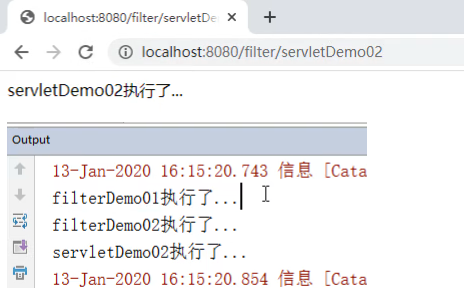 localhost:8080/filter/servletDe
localhost:8080/filter/servletDemo02
servletDemo02执行了...
Output
13-Jan-2020 16:15:20.743 信息 [Cata
filterDemo01执行了...
filterDemo02执行了...
servletDemo02执行了...
13-Jan-2020 16:15:20.854 信息 [Cata